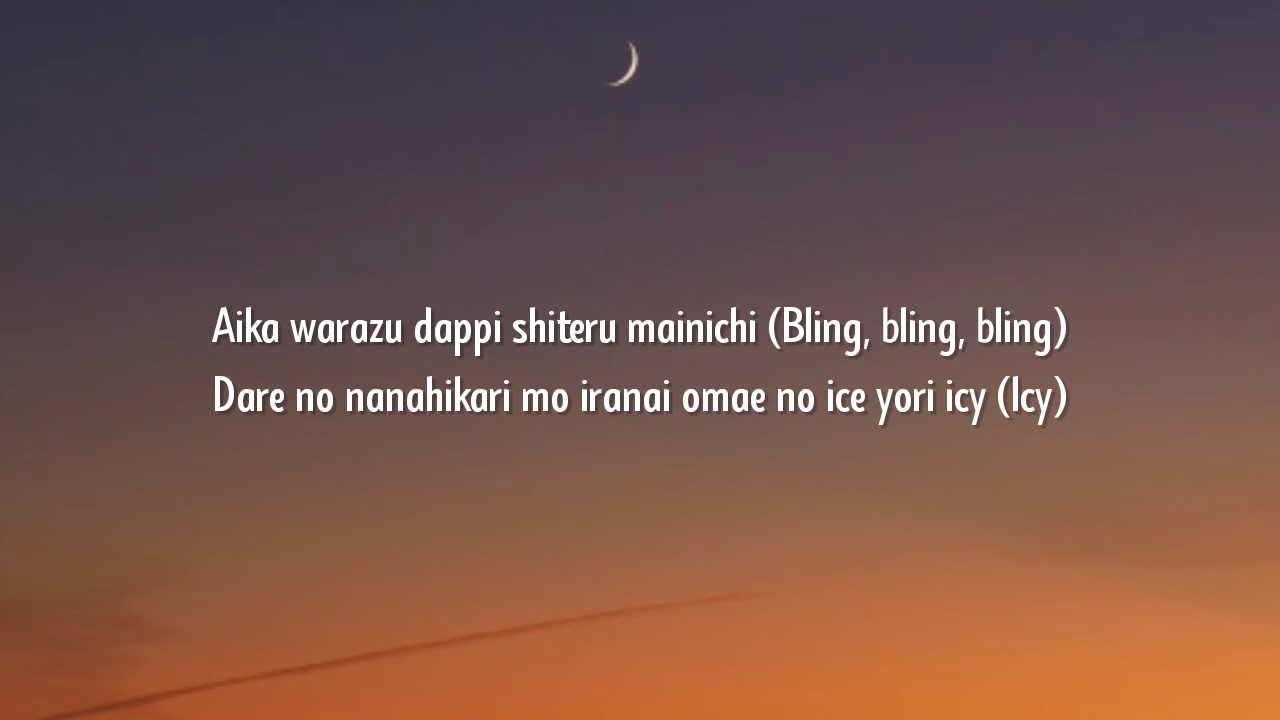 Aika warazu dappi shiteru mainichi (Bling, bling, bling)
Dare no nanahikari mo iranai omae no ice yori icy (Icy)